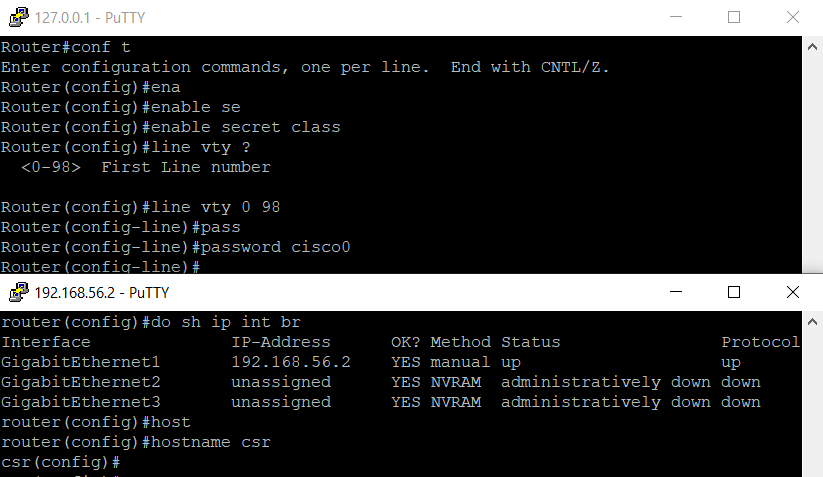 127.0.0.1 - PuTTY
Router#conf t
Enter configuration commands, one per line.  End with CNTL/Z.
Router(config)#ena
Router(config)#enable se
Router(config)#enable secret class
Router(config)#line vty ?
  <0-98>  First Line number

Router(config)#line vty 0 98
Router(config-line)#pass
Router(config-line)#password cisco0
Router(config-line)#
192.168.56.2 - PuTTY
router(config)#do sh ip int br
Interface              IP-Address      OK? Method Status                Protocol
GigabitEthernet1       192.168.56.2    YES manual up                    up
GigabitEthernet2       unassigned      YES NVRAM  administratively down down
GigabitEthernet3       unassigned      YES NVRAM  administratively down down
router(config)#host
router(config)#hostname csr
csr(config)#